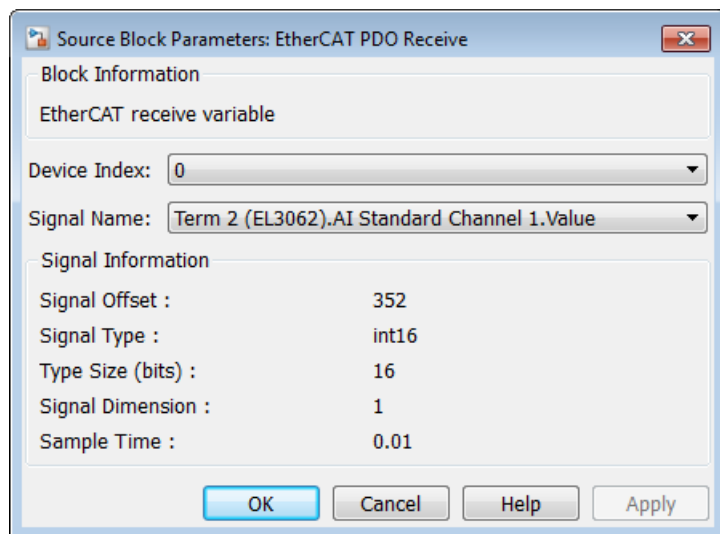 Source Block Parameters: EtherCAT PDO Receive
Block Information
EtherCAT receive variable
Device Index: 0
Signal Name: Term 2 (EL3062).AI Standard Channel 1.Value
Signal Information
Signal Offset : 352
Signal Type : int16
Type Size (bits) : 16
Signal Dimension : 1
Sample Time : 0.01
OK Cancel Help Apply